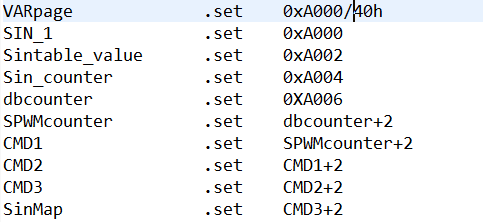 VARpage .set 0xA000/40h
SIN_1 .set 0xA000
Sintable_value .set 0xA002
Sin_counter .set 0xA004
dbcounter .set 0XA006
SPWMcounter .set dbcounter+2
CMD1 .set SPWMcounter+2
CMD2 .set CMD1+2
CMD3 .set CMD2+2
SinMap .set CMD3+2